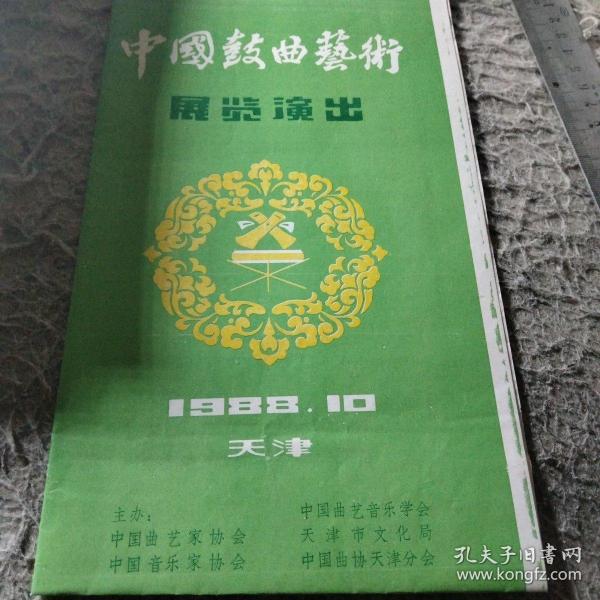 中國鼓曲藝術
展览演出
1988.10
天津
主办：
中国曲艺家协会
中国音乐家协会
中国曲艺音乐学会
天津市文化局
中国曲协天津分会
孔夫子旧书网
www.kongfz.com